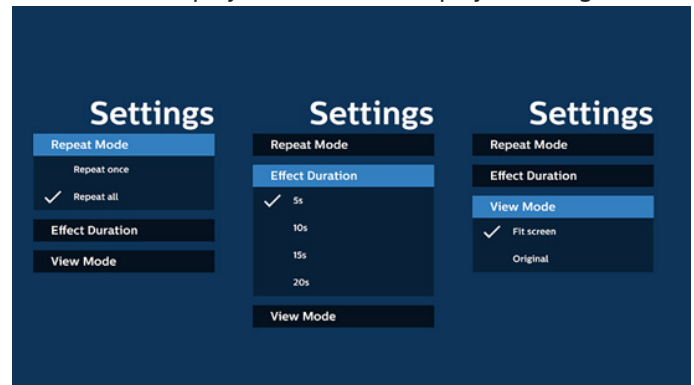 Settings
Repeat Mode
Repeat once
Repeat all
Effect Duration
View Mode
Settings
Repeat Mode
Effect Duration
5s
10s
15s
20s
View Mode
Settings
Repeat Mode
Effect Duration
View Mode
Fit screen
Original